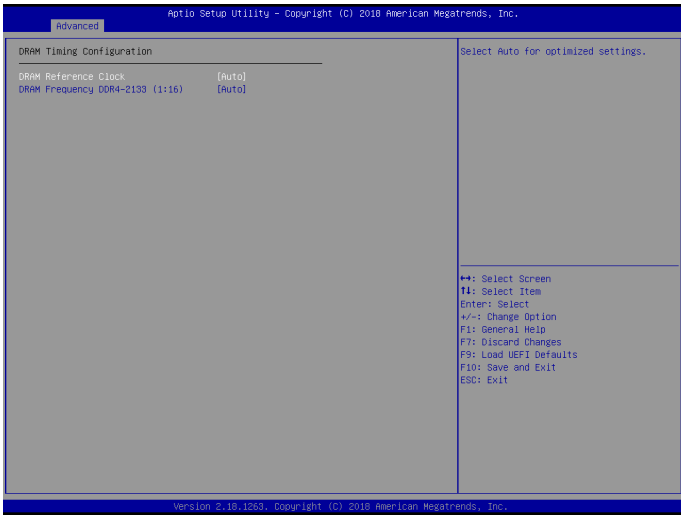 Aptio Setup Utility – Copyright (C) 2018 American Megatrends, Inc.
Advanced
DRAM Timing Configuration
DRAM Reference Clock [Auto]
DRAM Frequency DDR4-2133 (1:16) [Auto]
Select Auto for optimized settings.
↔: Select Screen
↑↓: Select Item
Enter: Select
+/-: Change Option
F1: General Help
F7: Discard Changes
F9: Load UEFI Defaults
F10: Save and Exit
ESC: Exit
Version 2.18.1263. Copyright (C) 2018 American Megatrends, Inc.